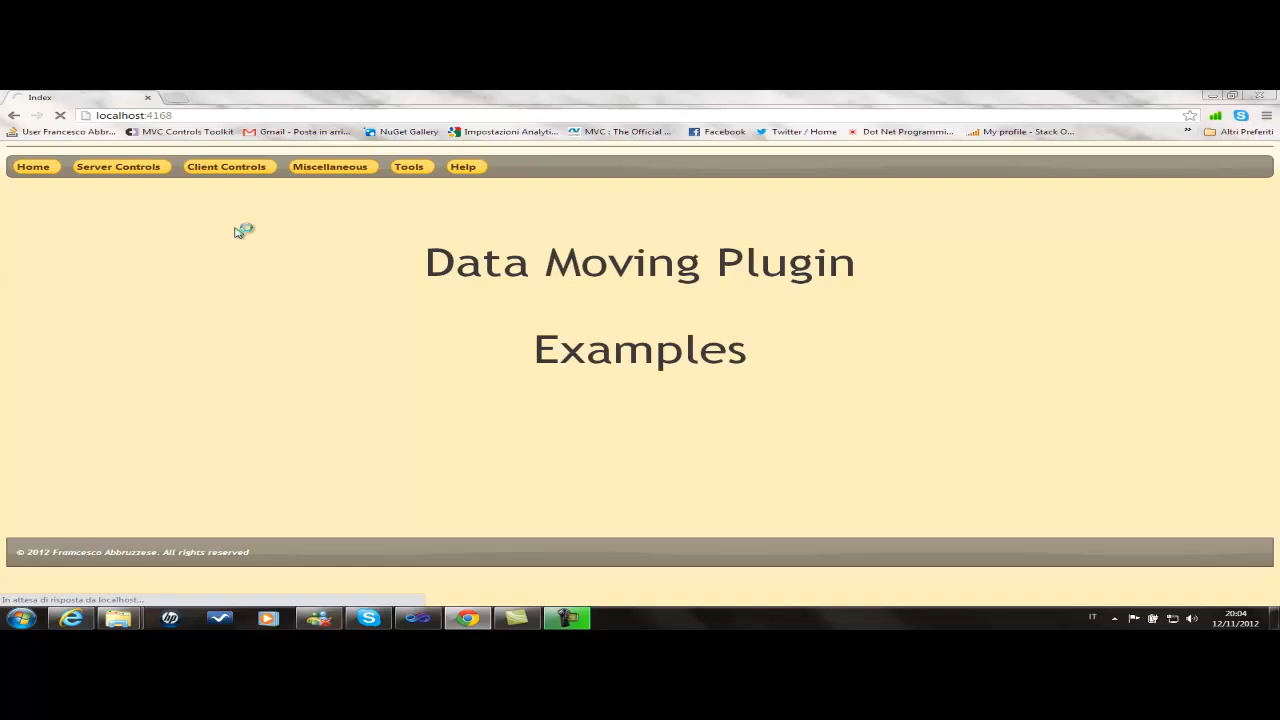 Index
localhost:4168
User Francesco Abbr...
MVC Controls Toolkit
Gmail - Posta in arri...
NuGet Gallery
Impostazioni Analyti...
MVC : The Official ...
Facebook
Twitter / Home
Dot Net Programmi...
My profile - Stack O...
»
Altri Preferiti
Home
Server Controls
Client Controls
Miscellaneous
Tools
Help
Data Moving Plugin
Examples
© 2012 Framcesco Abbruzzese. All rights reserved
In attesa di risposta da localhost...
hp
IT
20:04
12/11/2012